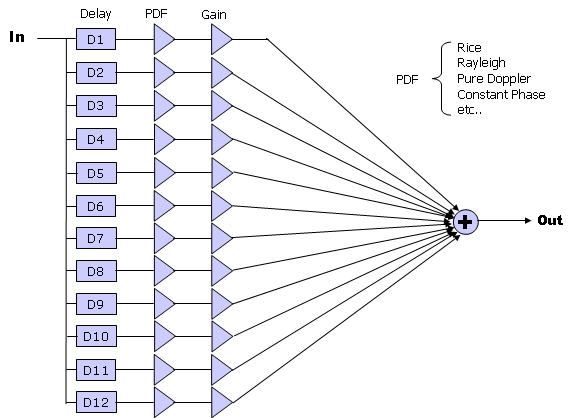 Delay PDF Gain
In
D1
D2
D3
D4
D5
D6
D7
D8
D9
D10
D11
D12
PDF
Rice
Rayleigh
Pure Doppler
Constant Phase
etc..
Out